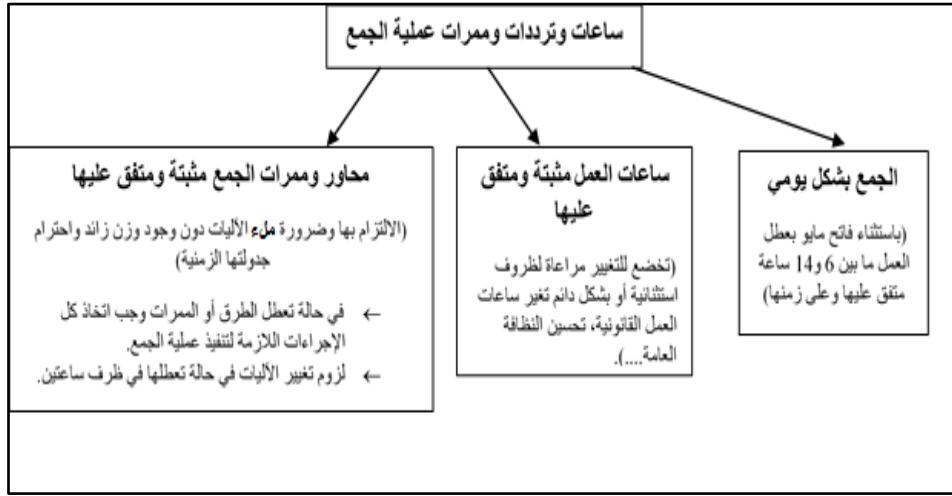 ساعات وترددات وممرات عملية الجمع
الجمع بشكل يومي
(باستثناء فاتح مايو بعطل
العمل ما بين 6 و14 ساعة
متفق عليها وعلى زمنها)
ساعات العمل مثبتة ومتفق
عليها
(تخضع للتغيير مراعاة لظروف
استثنائية أو بشكل دائم تغير ساعات
العمل القانونية، تحسين النظافة
العامة....).
محاور وممرات الجمع مثبتة ومتفق عليها
(الالتزام بها وضرورة ملء الأليات دون وجود وزن زائد واحترام
جدولتها الزمنية)
← في حالة تعطل الطرق أو الممرات وجب اتخاذ كل
الإجراءات اللازمة لتنفيذ عملية الجمع.
← لزوم تغيير الأليات في حالة تعطلها في ظرف ساعتين.